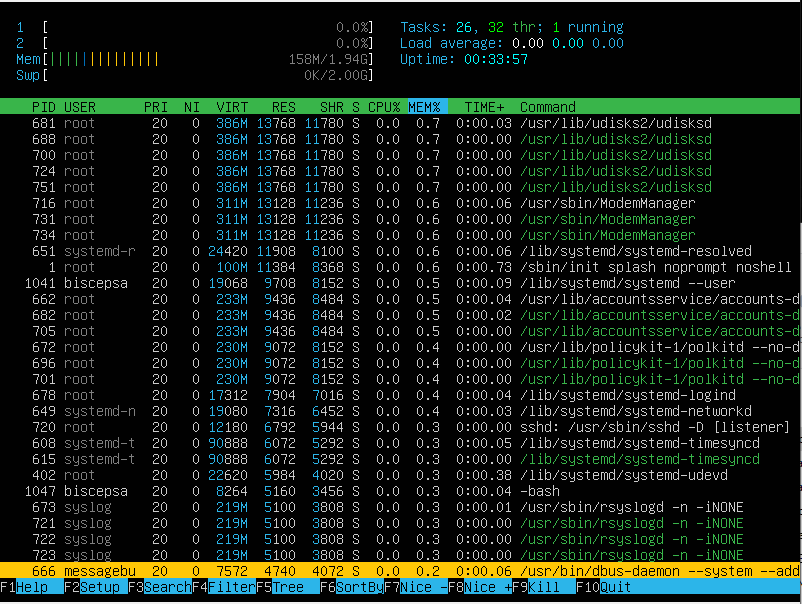 1 [ 0.0%] Tasks: 26, 32 thr; 1 running
2 [ 0.0%] Load average: 0.00 0.00 0.00
Mem[||||||||||||||| 158M/1.94G] Uptime: 00:33:57
Swp[ 0K/2.00G]
PID USER PRI NI VIRT RES SHR S CPU% MEM% TIME+ Command
681 root 20 0 386M 13768 11780 S 0.0 0.7 0:00.03 /usr/lib/udisks2/udisksd
688 root 20 0 386M 13768 11780 S 0.0 0.7 0:00.00 /usr/lib/udisks2/udisksd
700 root 20 0 386M 13768 11780 S 0.0 0.7 0:00.00 /usr/lib/udisks2/udisksd
724 root 20 0 386M 13768 11780 S 0.0 0.7 0:00.00 /usr/lib/udisks2/udisksd
751 root 20 0 386M 13768 11780 S 0.0 0.7 0:00.00 /usr/lib/udisks2/udisksd
716 root 20 0 311M 13128 11236 S 0.0 0.6 0:00.06 /usr/sbin/ModemManager
731 root 20 0 311M 13128 11236 S 0.0 0.6 0:00.00 /usr/sbin/ModemManager
734 root 20 0 311M 13128 11236 S 0.0 0.6 0:00.00 /usr/sbin/ModemManager
651 systemd-r 20 0 24420 11908 8100 S 0.0 0.6 0:00.06 /lib/systemd/systemd-resolved
1 root 20 0 100M 11384 8368 S 0.0 0.6 0:00.73 /sbin/init splash noprompt noshell
1041 biscepsa 20 0 19068 9708 8152 S 0.0 0.5 0:00.09 /lib/systemd/systemd --user
662 root 20 0 233M 9436 8484 S 0.0 0.5 0:00.04 /usr/lib/accountsservice/accounts-d
682 root 20 0 233M 9436 8484 S 0.0 0.5 0:00.02 /usr/lib/accountsservice/accounts-d
705 root 20 0 233M 9436 8484 S 0.0 0.5 0:00.00 /usr/lib/accountsservice/accounts-d
672 root 20 0 230M 9072 8152 S 0.0 0.4 0:00.01 /usr/lib/policykit-1/polkitd --no-d
696 root 20 0 230M 9072 8152 S 0.0 0.4 0:00.00 /usr/lib/policykit-1/polkitd --no-d
701 root 20 0 230M 9072 8152 S 0.0 0.4 0:00.00 /usr/lib/policykit-1/polkitd --no-d
678 root 20 0 17312 7904 7016 S 0.0 0.4 0:00.04 /lib/systemd/systemd-logind
649 systemd-n 20 0 19080 7316 6452 S 0.0 0.4 0:00.03 /lib/systemd/systemd-networkd
720 root 20 0 12180 6792 5944 S 0.0 0.3 0:00.00 sshd: /usr/sbin/sshd -D [listener]
608 systemd-t 20 0 90888 6072 5292 S 0.0 0.3 0:00.05 /lib/systemd/systemd-timesyncd
615 systemd-t 20 0 90888 6072 5292 S 0.0 0.3 0:00.00 /lib/systemd/systemd-timesyncd
402 root 20 0 22620 5984 4020 S 0.0 0.3 0:00.38 /lib/systemd/systemd-udevd
1047 biscepsa 20 0 8264 5160 3456 S 0.0 0.3 0:00.04 -bash
673 syslog 20 0 219M 5100 3808 S 0.0 0.3 0:00.01 /usr/sbin/rsyslogd -n -iNONE
721 syslog 20 0 219M 5100 3808 S 0.0 0.3 0:00.00 /usr/sbin/rsyslogd -n -iNONE
722 syslog 20 0 219M 5100 3808 S 0.0 0.3 0:00.00 /usr/sbin/rsyslogd -n -iNONE
723 syslog 20 0 219M 5100 3808 S 0.0 0.3 0:00.00 /usr/sbin/rsyslogd -n -iNONE
666 messagebu 20 0 7572 4740 4072 S 0.0 0.2 0:00.06 /usr/bin/dbus-daemon --system --add
F1Help F2Setup F3SearchF4FilterF5Tree F6SortByF7Nice -F8Nice +F9Kill F10Quit